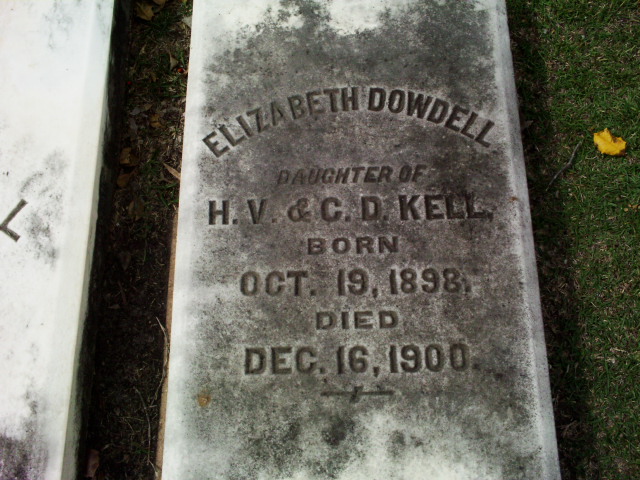 ELIZABETH DOWDELL
DAUGHTER OF
H. V. & C. D. KELL,
BORN
OCT. 19, 1898.
DIED
DEC. 16, 1900.
L